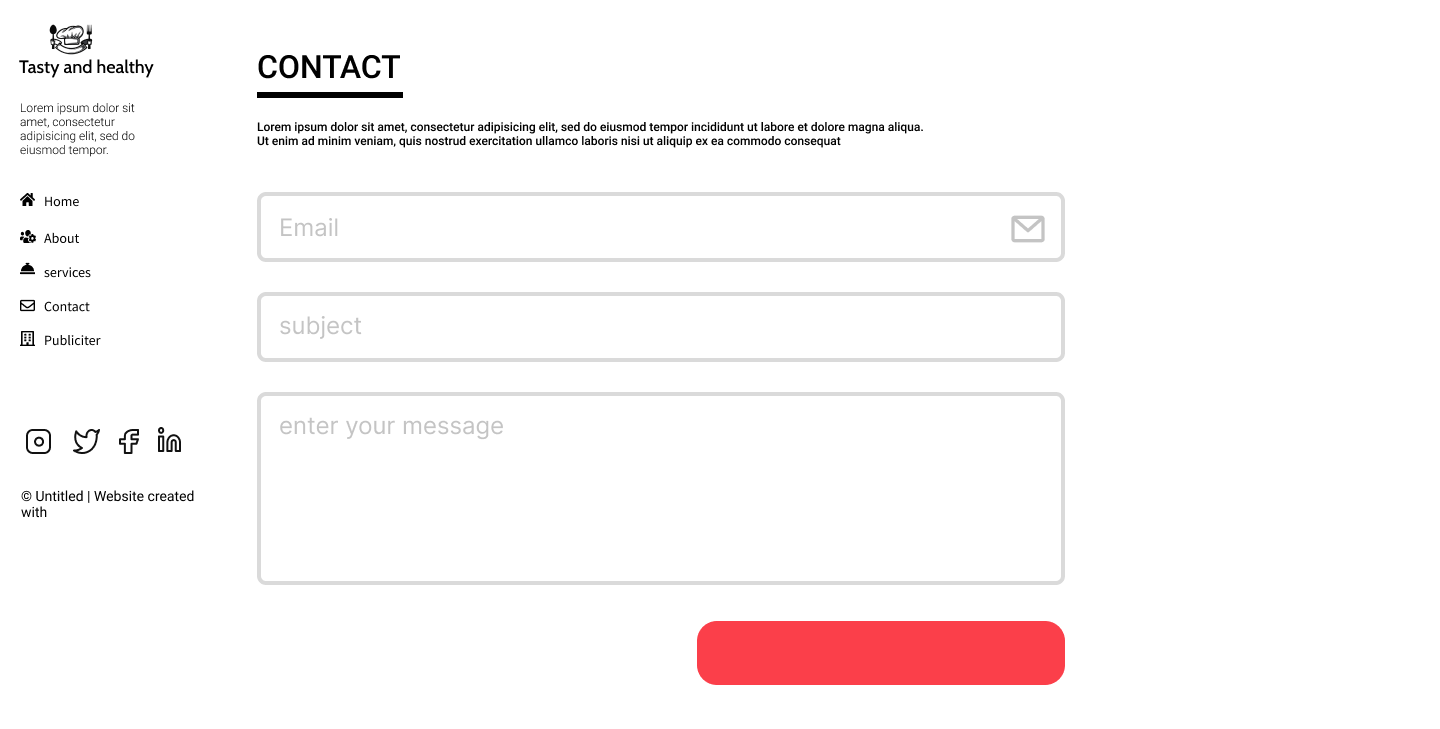 Tasty and healthy
Lorem ipsum dolor sit
amet, consectetur
adipisicing elit, sed do
eiusmod tempor.
Home
About
services
Contact
Publiciter
© Untitled | Website created
with
CONTACT
Lorem ipsum dolor sit amet, consectetur adipisicing elit, sed do eiusmod tempor incididunt ut labore et dolore magna aliqua.
Ut enim ad minim veniam, quis nostrud exercitation ullamco laboris nisi ut aliquip ex ea commodo consequat
Email
subject
enter your message